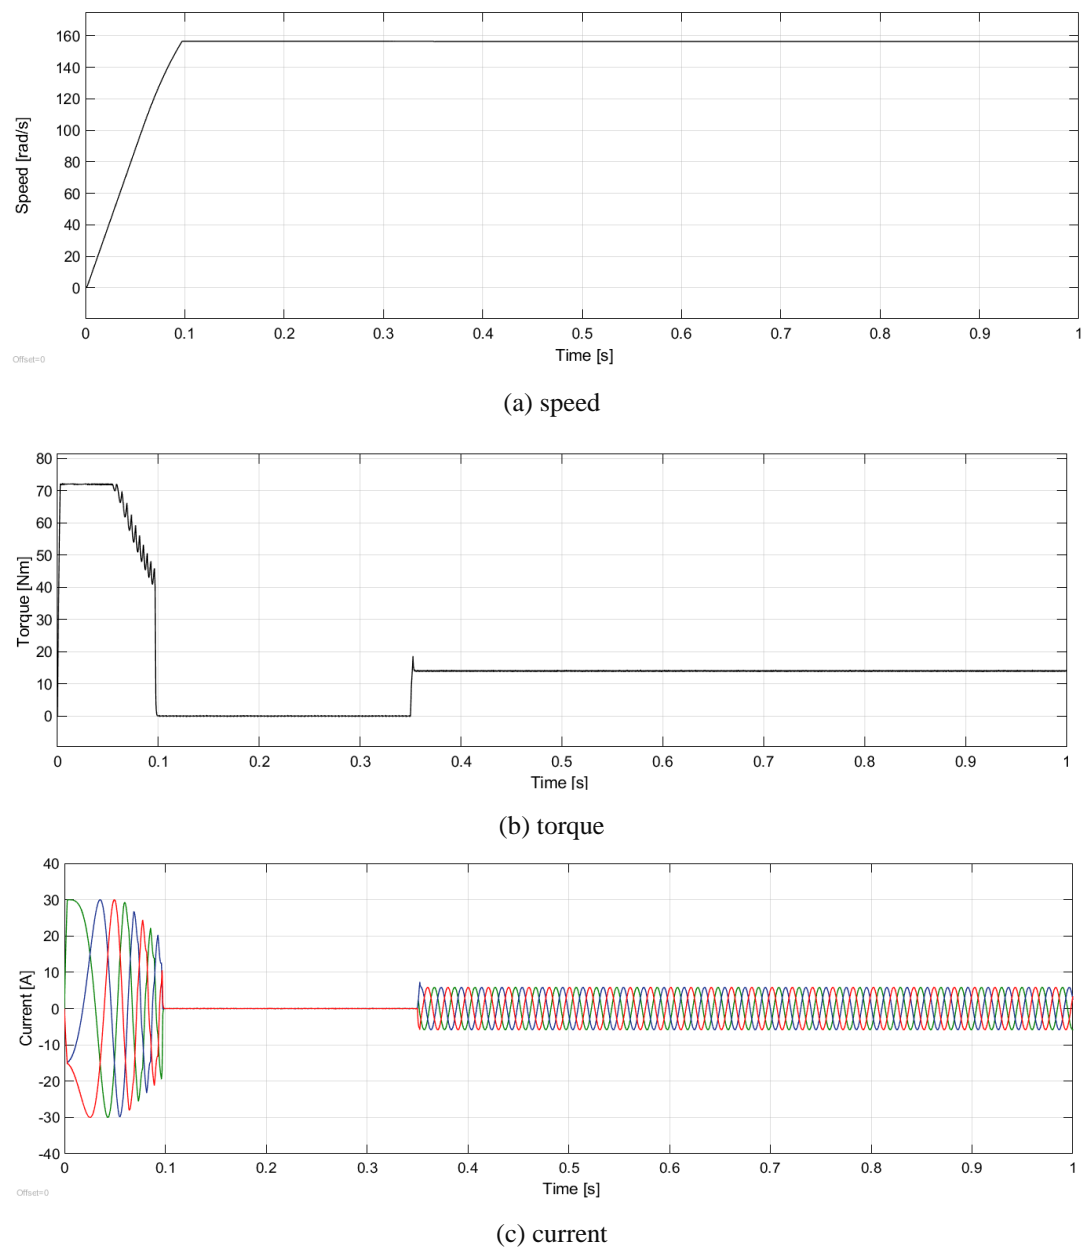 160
140
120
100
80
60
40
20
0
Speed [rad/s]
0 0.1 0.2 0.3 0.4 0.5 0.6 0.7 0.8 0.9 1
Time [s]
Offset=0
(a) speed
80
70
60
50
40
30
20
10
0
Torque [Nm]
0 0.1 0.2 0.3 0.4 0.5 0.6 0.7 0.8 0.9 1
Time [s]
(b) torque
40
30
20
10
0
-10
-20
-30
-40
Current [A]
0 0.1 0.2 0.3 0.4 0.5 0.6 0.7 0.8 0.9 1
Time [s]
Offset=0
(c) current